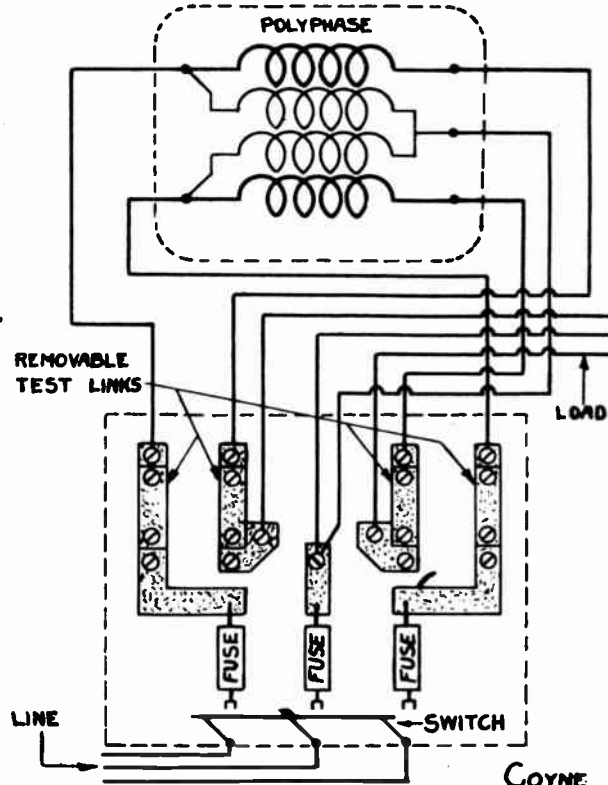 POLYPHASE
REMOVABLE
TEST LINKS
LOAD
FUSE
FUSE
FUSE
LINE
SWITCH
COYNE